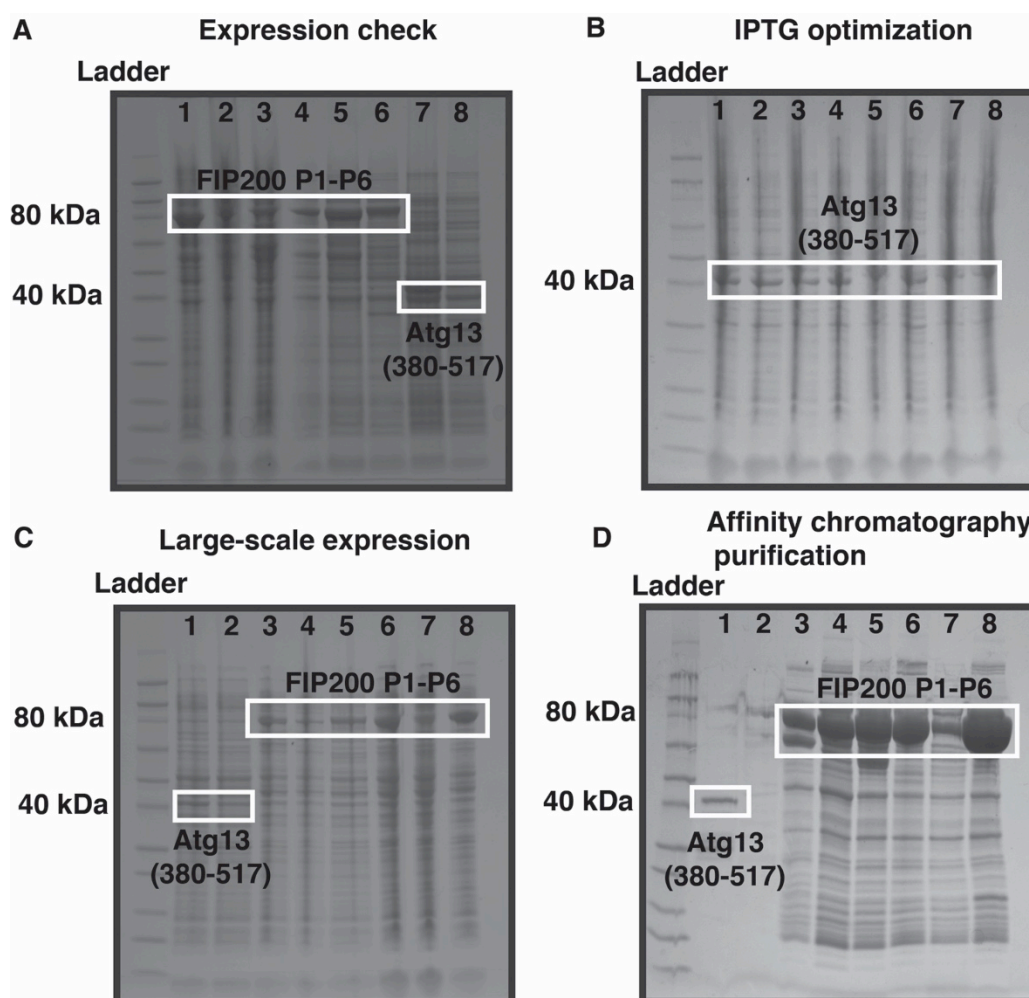 A
Expression check
Ladder
1 2 3 4 5 6 7 8
FIP200 P1-P6
80 kDa
40 kDa
Atg13
(380-517)
B
IPTG optimization
Ladder
1 2 3 4 5 6 7 8
Atg13
(380-517)
40 kDa
C
Large-scale expression
Ladder
1 2 3 4 5 6 7 8
FIP200 P1-P6
80 kDa
40 kDa
Atg13
(380-517)
D
Affinity chromatography
purification
Ladder
1 2 3 4 5 6 7 8
FIP200 P1-P6
80 kDa
40 kDa
Atg13
(380-517)